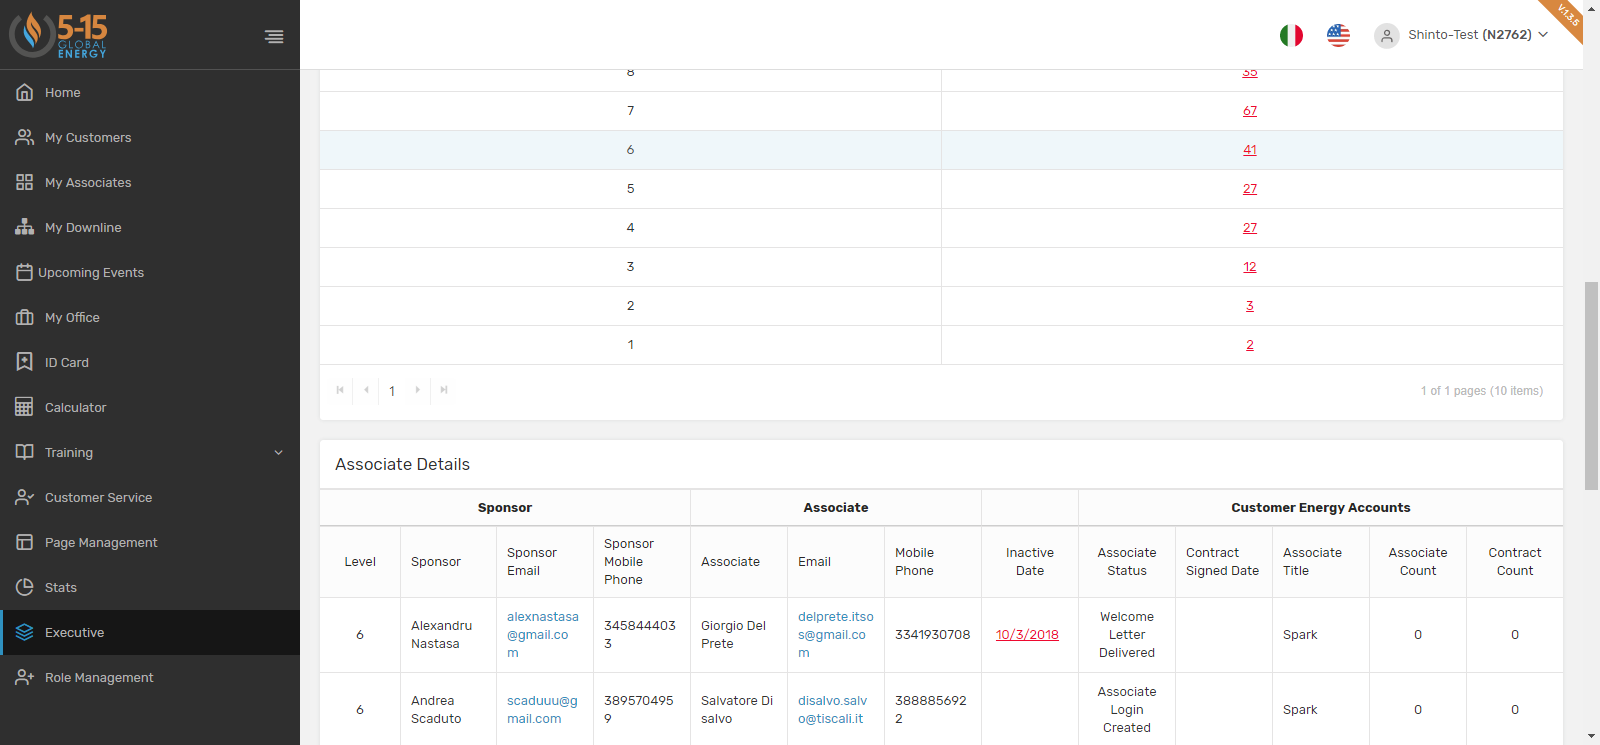 5-15
GLOBAL
ENERGY
Shinto-Test (N2762)
V.1.3.5
Home
My Customers
My Associates
My Downline
Upcoming Events
My Office
ID Card
Calculator
Training
Customer Service
Page Management
Stats
Executive
Role Management
8 35
7 67
6 41
5 27
4 27
3 12
2 3
1 2
1
1 of 1 pages (10 items)
Associate Details
Sponsor Associate Customer Energy Accounts
Level Sponsor Sponsor Email Sponsor Mobile Phone Associate Email Mobile Phone Inactive Date Associate Status Contract Signed Date Associate Title Associate Count Contract Count
6 Alexandru Nastasa alexnastasa@gmail.com 3458444033 Giorgio Del Prete delprete.itsos@gmail.com 3341930708 10/3/2018 Welcome Letter Delivered Spark 0 0
6 Andrea Scaduto scaduuu@gmail.com 3895704959 Salvatore Di salvo disalvo.salvo@tiscali.it 3888856922 Associate Login Created Spark 0 0